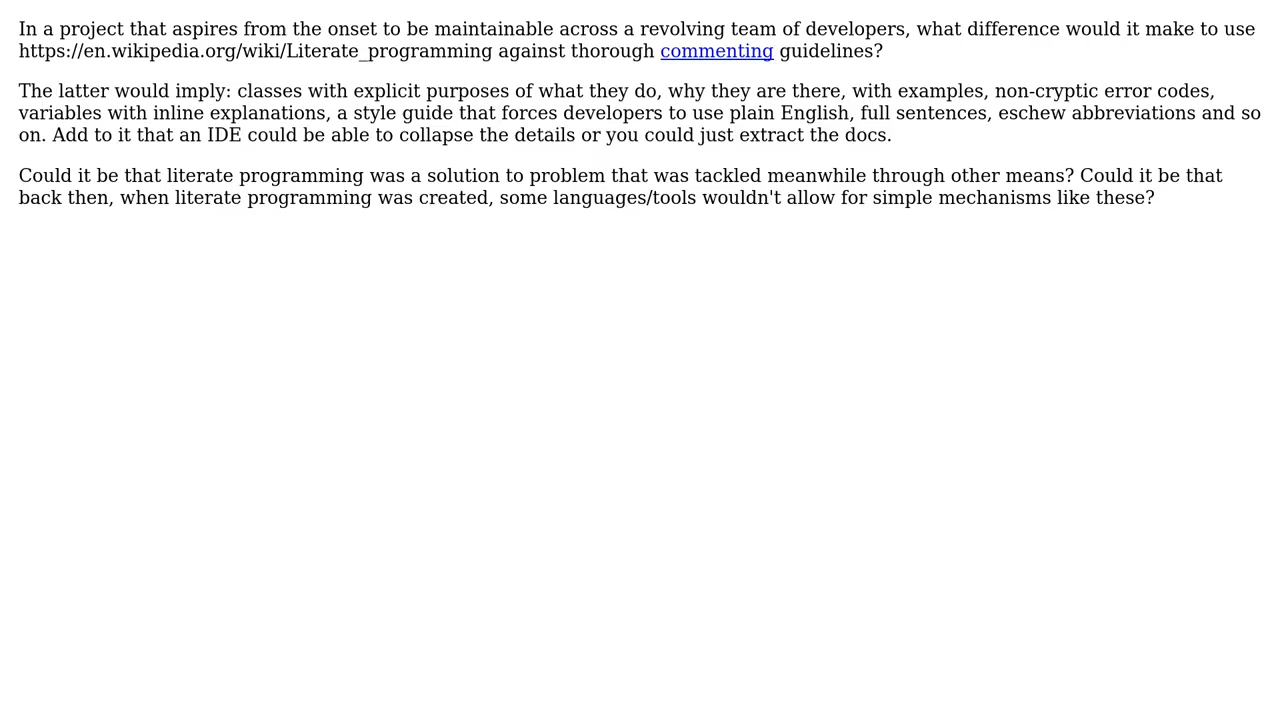 In a project that aspires from the onset to be maintainable across a revolving team of developers, what difference would it make to use
https://en.wikipedia.org/wiki/Literate_programming against thorough commenting guidelines?
The latter would imply: classes with explicit purposes of what they do, why they are there, with examples, non-cryptic error codes,
variables with inline explanations, a style guide that forces developers to use plain English, full sentences, eschew abbreviations and so
on. Add to it that an IDE could be able to collapse the details or you could just extract the docs.
Could it be that literate programming was a solution to problem that was tackled meanwhile through other means? Could it be that
back then, when literate programming was created, some languages/tools wouldn't allow for simple mechanisms like these?